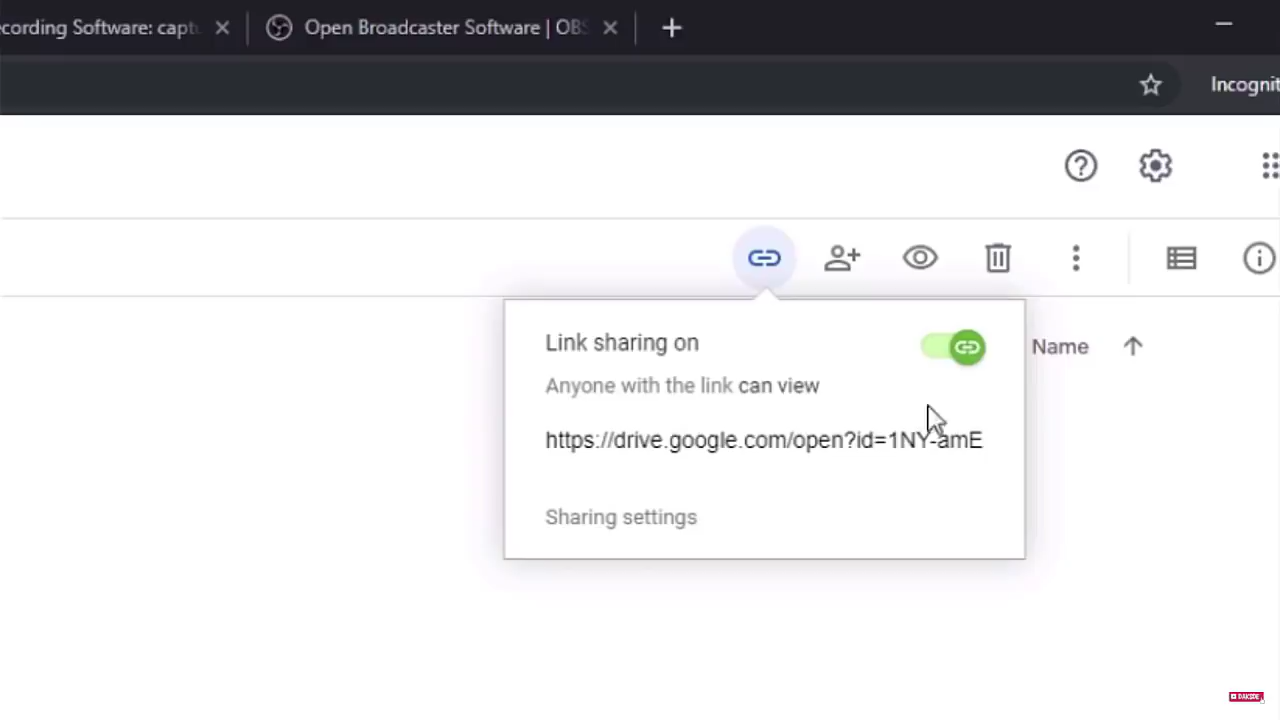 ecording Software: capt
Open Broadcaster Software | OBS
Incognit
Link sharing on
Name
Anyone with the link can view
https://drive.google.com/open?id=1NY-amE
Sharing settings